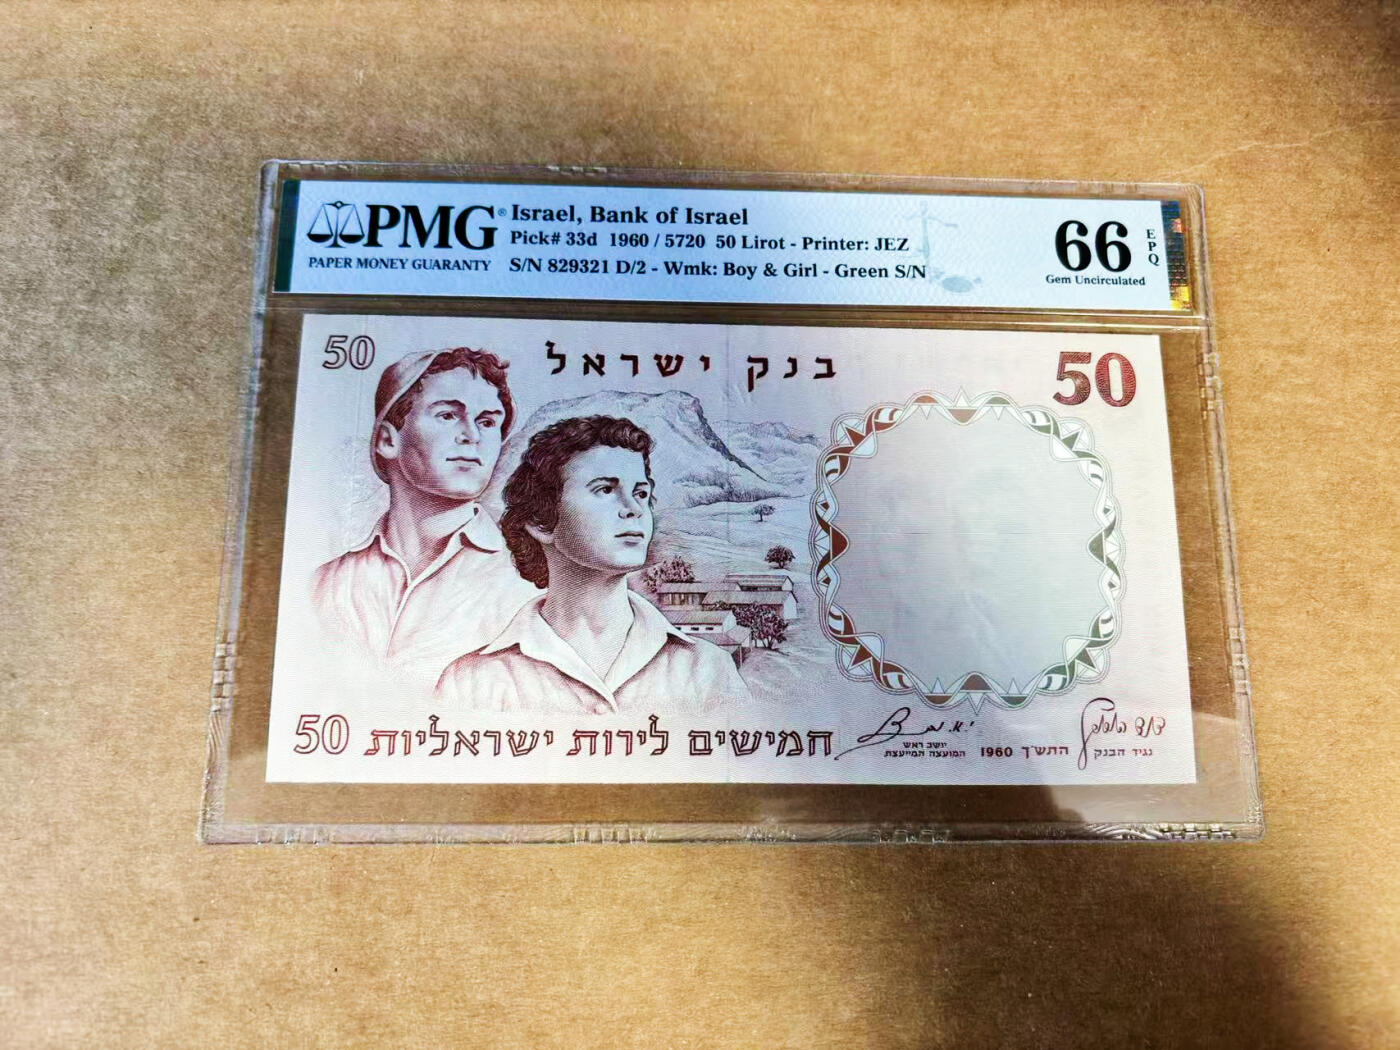 PMG®
PAPER MONEY GUARANTY
Israel, Bank of Israel
Pick# 33d 1960 / 5720 50 Lirot - Printer: JEZ
S/N 829321 D/2 - Wmk: Boy & Girl - Green S/N
66
EPQ
Gem Uncirculated
50
בנק ישראל
50
50
חמישים לירות ישראליות
יושב ראש
המועצה המייעצת
התש"ך 1960
נגיד הבנק